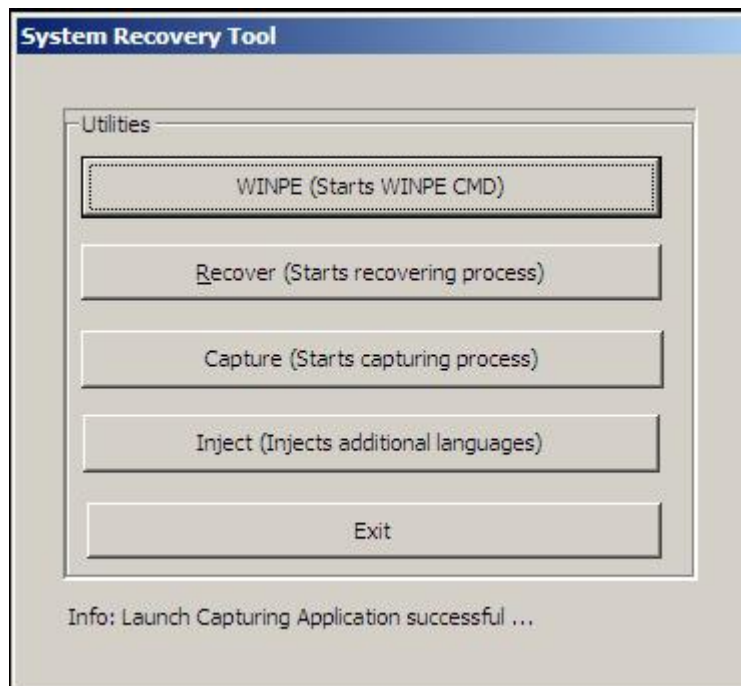 System Recovery Tool
Utilities
WINPE (Starts WINPE CMD)
Recover (Starts recovering process)
Capture (Starts capturing process)
Inject (Injects additional languages)
Exit
Info: Launch Capturing Application successful ...